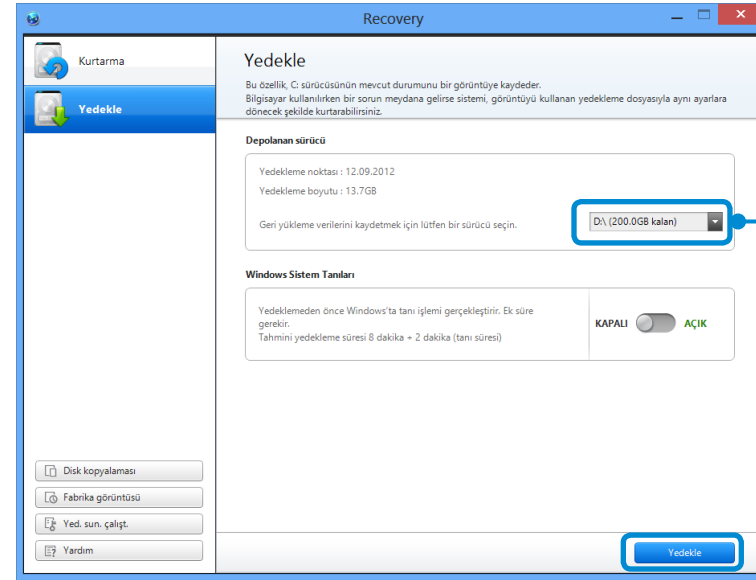 Recovery
Kurtarma
Yedekle
Yedekle
Bu özellik, C: sürücüsünün mevcut durumunu bir görüntüye kaydeder.
Bilgisayar kullanılırken bir sorun meydana gelirse sistemi, görüntüyü kullanan yedekleme dosyasıyla aynı ayarlara
dönecek şekilde kurtarabilirsiniz.
Depolanan sürücü
Yedekleme noktası : 12.09.2012
Yedekleme boyutu : 13.7GB
Geri yükleme verilerini kaydetmek için lütfen bir sürücü seçin.
D:\ (200.0GB kalan)
Windows Sistem Tanıları
Yedeklemeden önce Windows'ta tanı işlemi gerçekleştirir. Ek süre
gerekir.
Tahmini yedekleme süresi 8 dakika + 2 dakika (tanı süresi)
KAPALI AÇIK
Disk kopyalaması
Fabrika görüntüsü
Yed. sun. çalışt.
Yardım
Yedekle